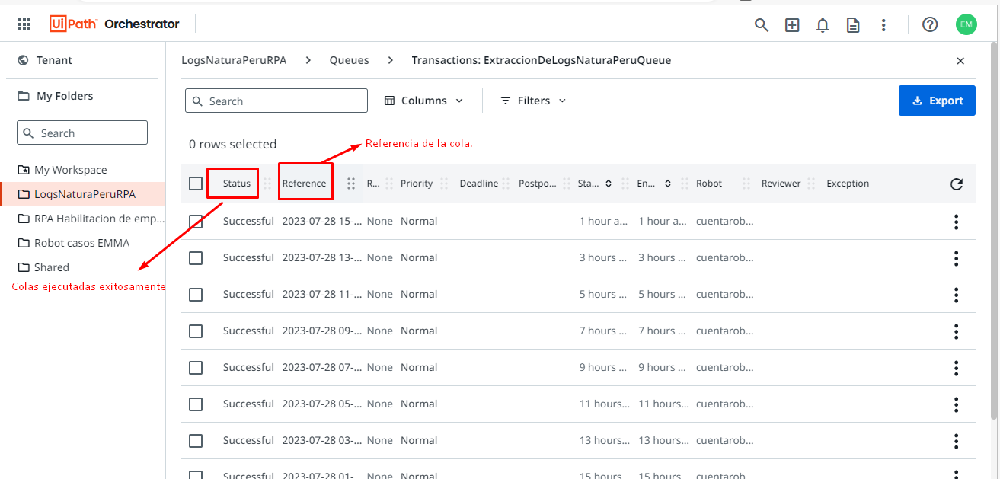 UiPath Orchestrator
EM
Tenant
LogsNaturaPeruRPA > Queues > Transactions: ExtraccionDeLogsNaturaPeruQueue
My Folders
Search
Columns
Filters
Export
Search
0 rows selected
Referencia de la cola.
My Workspace
LogsNaturaPeruRPA
RPA Habilitacion de emp...
Robot casos EMMA
Shared
Colas ejecutadas exitosamente
Status Reference R... Priority Deadline Postpo... Sta... En... Robot Reviewer Exception
Successful 2023-07-28 15-... None Normal 1 hour a... 1 hour a... cuentarob...
Successful 2023-07-28 13-... None Normal 3 hours ... 3 hours ... cuentarob...
Successful 2023-07-28 11-... None Normal 5 hours ... 5 hours ... cuentarob...
Successful 2023-07-28 09-... None Normal 7 hours ... 7 hours ... cuentarob...
Successful 2023-07-28 07-... None Normal 9 hours ... 9 hours ... cuentarob...
Successful 2023-07-28 05-... None Normal 11 hours... 11 hours... cuentarob...
Successful 2023-07-28 03-... None Normal 13 hours... 13 hours... cuentarob...
Successful 2023-07-28 01-... None Normal 15 hours... 15 hours... cuentarob...